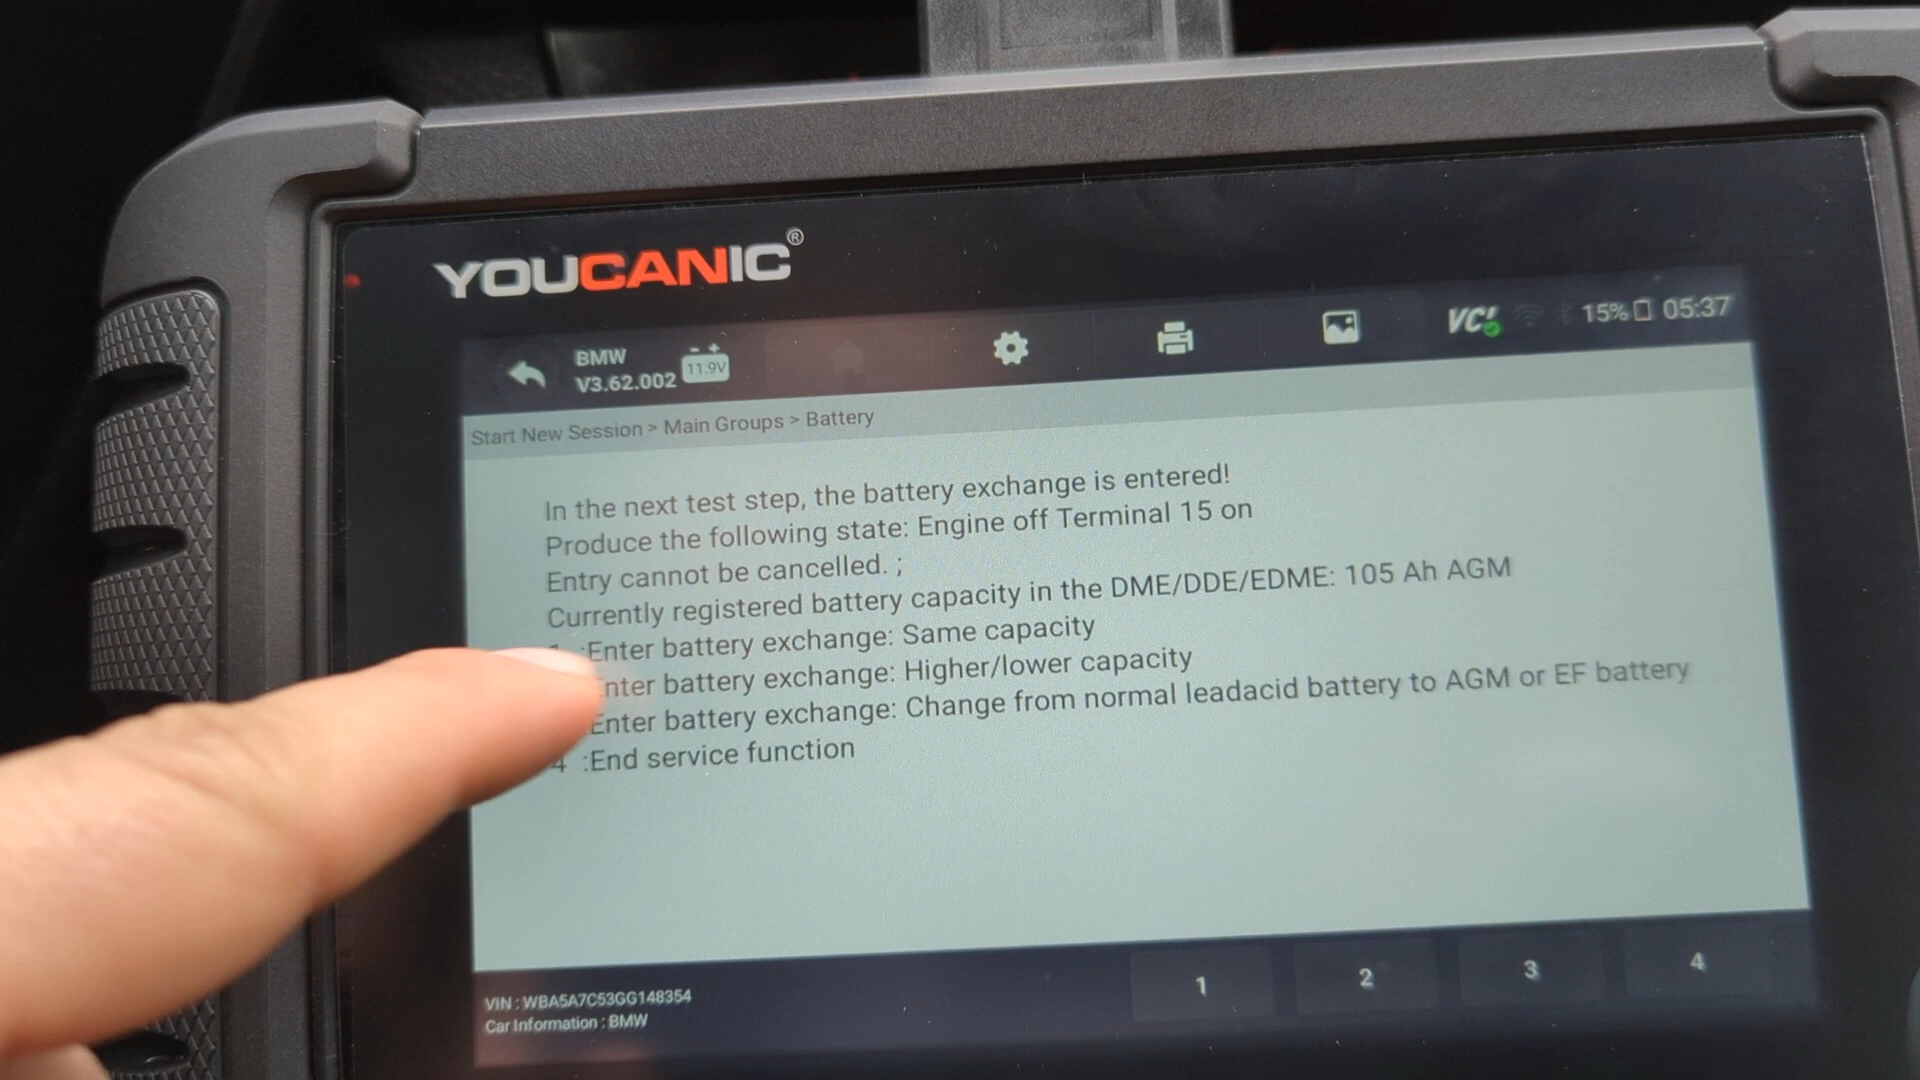 YOUCANIC®
BMW
V3.62.002
11.9V
VC!
15% 05:37
Start New Session > Main Groups > Battery
In the next test step, the battery exchange is entered!
Produce the following state: Engine off Terminal 15 on
Entry cannot be cancelled. ;
Currently registered battery capacity in the DME/DDE/EDME: 105 Ah AGM
:Enter battery exchange: Same capacity
Enter battery exchange: Higher/lower capacity
:Enter battery exchange: Change from normal leadacid battery to AGM or EF battery
4 :End service function
1 2 3 4
VIN : WBA5A7C53GG148354
Car Information : BMW